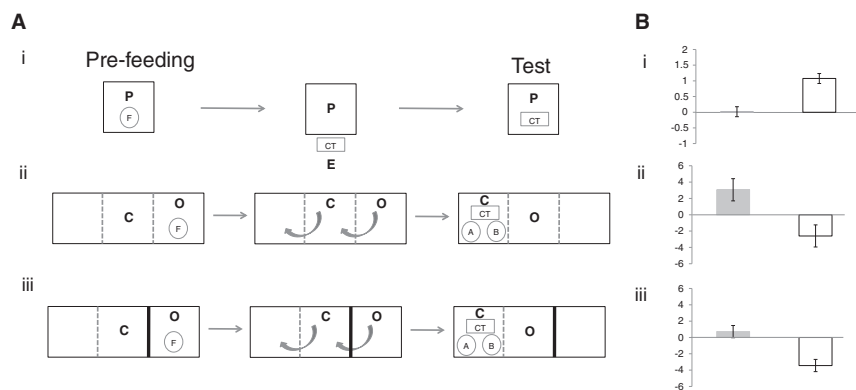 A
B
i
Pre-feeding
Test
P
F
P
CT
E
P
CT
i
2
1.5
1
0.5
0
-0.5
-1
ii
C
O
F
C
O
C
CT
A
B
O
ii
6
4
2
0
-2
-4
-6
iii
C
O
F
C
O
C
CT
A
B
O
iii
6
4
2
0
-2
-4
-6